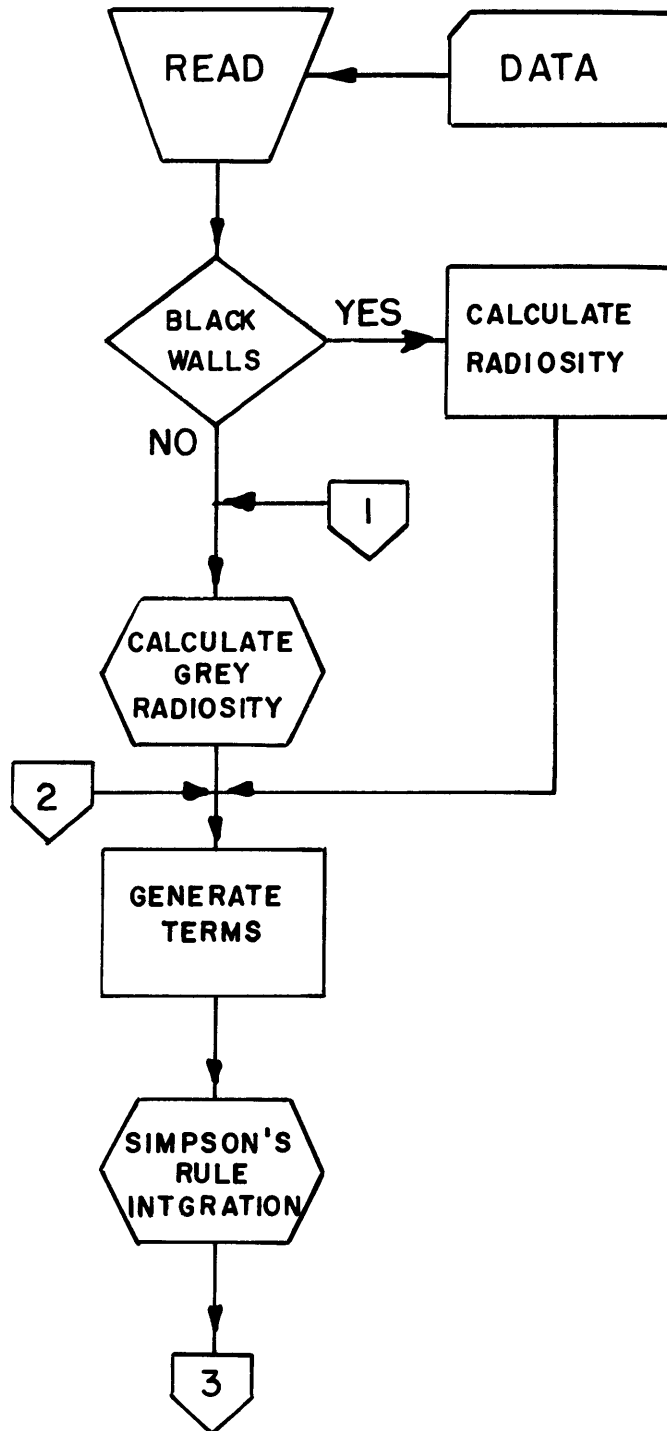 READ
DATA
BLACK
WALLS
YES
CALCULATE
RADIOSITY
NO
1
CALCULATE
GREY
RADIOSITY
2
GENERATE
TERMS
SIMPSON'S
RULE
INTGRATION
3